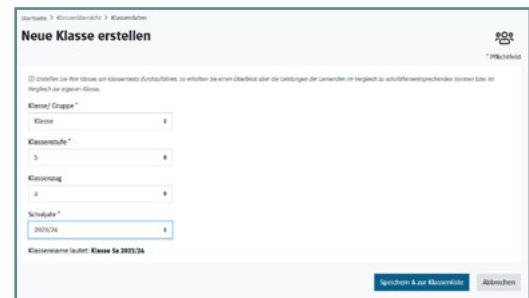 Startseite > Klassenübersicht > Klassendaten
Neue Klasse erstellen
* Pflichtfeld
Erstellen Sie Ihre Klasse, um Klassentests durchzuführen. So erhalten Sie einen Überblick über die Leistungen der Lernenden im Vergleich zu schulstufenentsprechenden Normen bzw. im
Vergleich zur eigenen Klasse.
Klasse/ Gruppe *
Klasse
Klassenstufe *
5
Klassenzug
a
Schuljahr *
2023/24
Klassenname lautet: Klasse 5a 2023/24
Speichern & zur Klassenliste
Abbrechen